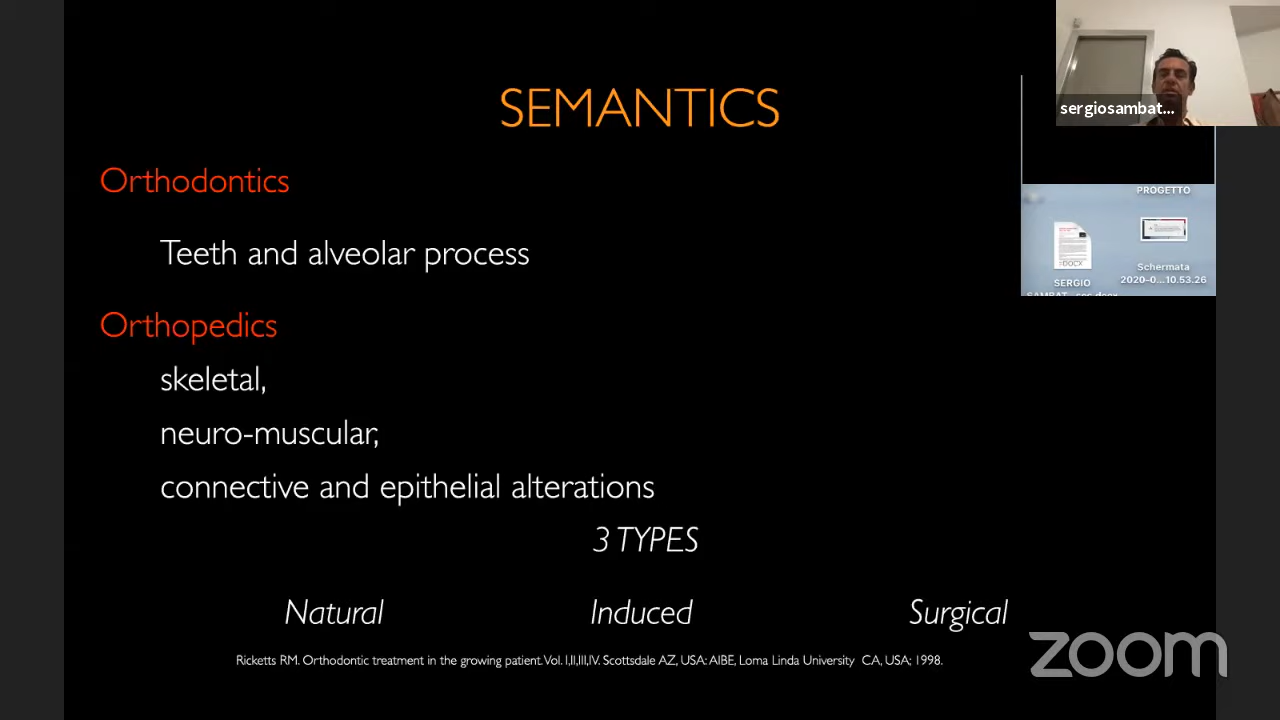 SEMANTICS
sergiosambat...
Orthodontics
PROGETTO
Teeth and alveolar process
DOCX
SERGIO
Schermata
2020-0...10.53.26
Orthopedics
skeletal,
neuro-muscular,
connective and epithelial alterations
3 TYPES
Natural Induced Surgical
Ricketts RM. Orthodontic treatment in the growing patient. Vol. I,II,III,IV. Scottsdale AZ, USA: AIBE, Loma Linda University CA, USA; 1998.
zoom